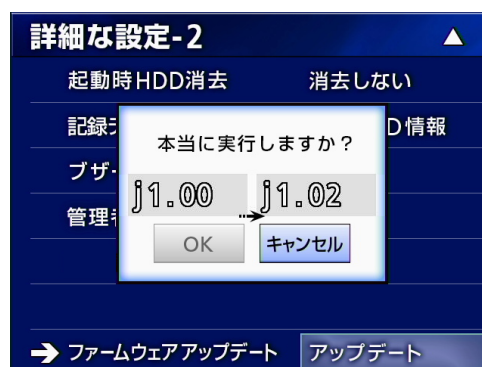 詳細な設定-2
起動時HDD消去 消去しない
記録
D情報
本当に実行しますか？
ブザー
j1.00 j1.02
管理者
OK キャンセル
ファームウェアアップデート アップデート